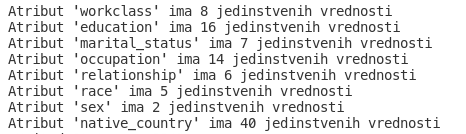 Atribut 'workclass' ima 8 jedinstvenih vrednosti
Atribut 'education' ima 16 jedinstvenih vrednosti
Atribut 'marital_status' ima 7 jedinstvenih vrednosti
Atribut 'occupation' ima 14 jedinstvenih vrednosti
Atribut 'relationship' ima 6 jedinstvenih vrednosti
Atribut 'race' ima 5 jedinstvenih vrednosti
Atribut 'sex' ima 2 jedinstvenih vrednosti
Atribut 'native_country' ima 40 jedinstvenih vrednosti